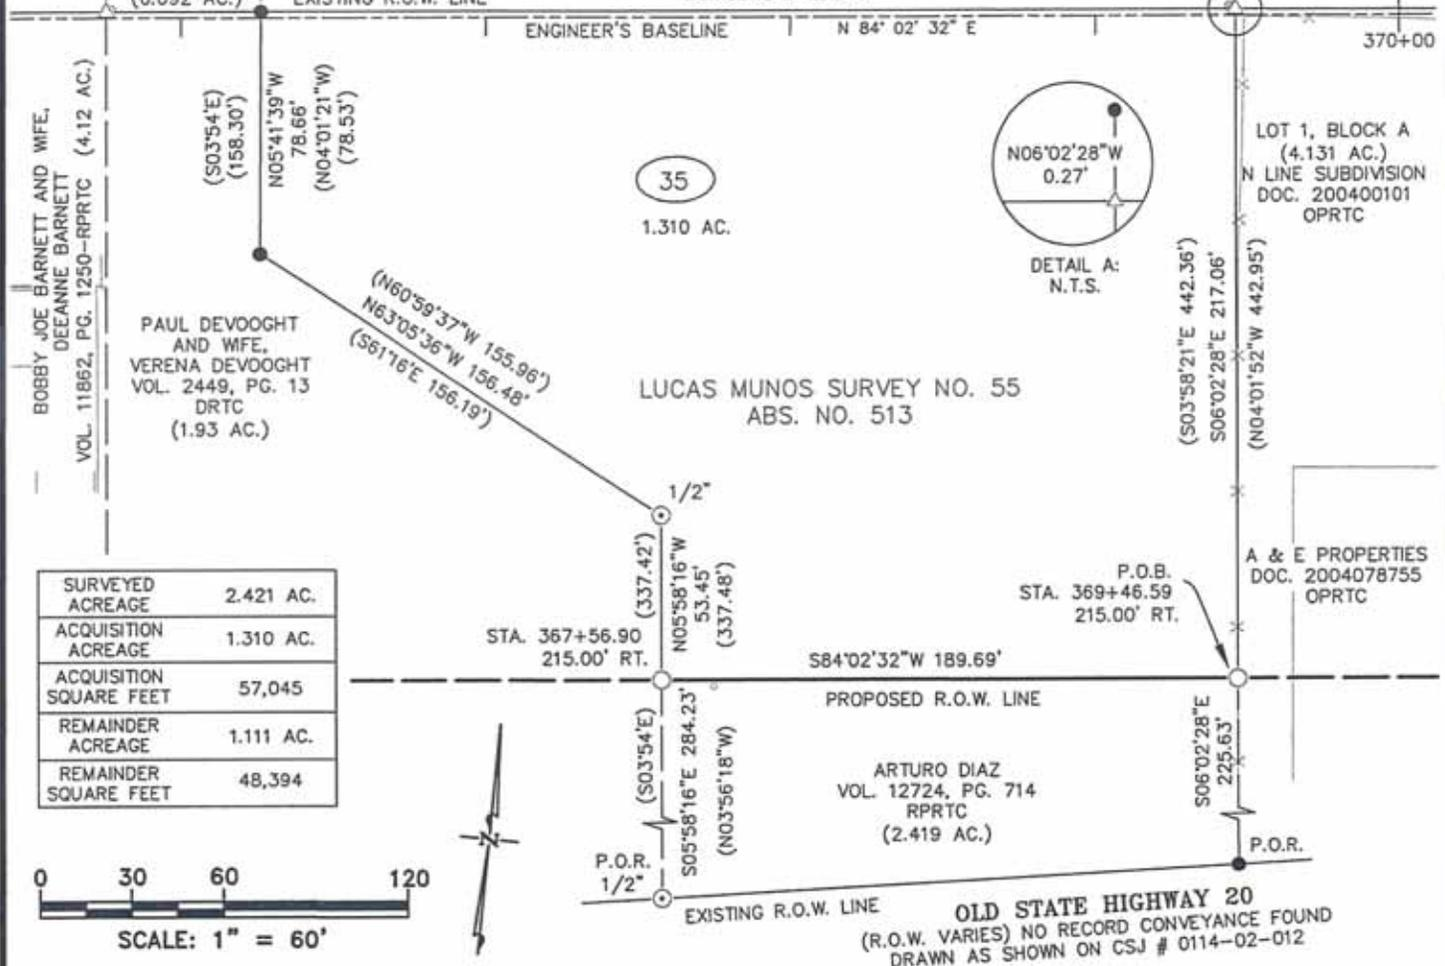 (0.092 AC.)
EXISTING R.O.W. LINE
ENGINEER'S BASELINE
N 84° 02' 32" E
370+00
BOBBY JOE BARNETT AND WIFE,
DEEANNE BARNETT
VOL. 11862, PG. 1250-RPRTC (4.12 AC.)
(S03°54'E)
(158.30')
N05°41'39"W
78.66'
(N04°01'21"W)
(78.53')
35
1.310 AC.
N06°02'28"W
0.27'
DETAIL A:
N.T.S.
LOT 1, BLOCK A
(4.131 AC.)
N LINE SUBDIVISION
DOC. 200400101
OPRTC
(S03°58'21"E 442.36')
S06°02'28"E 217.06'
(N04°01'52"W 442.95')
(N60°59'37"W 155.96')
N63°05'36"W 156.48'
(S61°16'E 156.19')
PAUL DEVOOGHT
AND WIFE,
VERENA DEVOOGHT
VOL. 2449, PG. 13
DRTC
(1.93 AC.)
LUCAS MUNOS SURVEY NO. 55
ABS. NO. 513
1/2"
(337.42')
N05°58'16"W
53.45'
(337.48')
A & E PROPERTIES
DOC. 2004078755
OPRTC
P.O.B.
STA. 369+46.59
215.00' RT.
STA. 367+56.90
215.00' RT.
S84°02'32"W 189.69'
PROPOSED R.O.W. LINE
SURVEYED
ACREAGE
2.421 AC.
ACQUISITION
ACREAGE
1.310 AC.
ACQUISITION
SQUARE FEET
57,045
REMAINDER
ACREAGE
1.111 AC.
REMAINDER
SQUARE FEET
48,394
(S03°54'E)
S05°58'16"E 284.23'
(N03°56'18"W)
ARTURO DIAZ
VOL. 12724, PG. 714
RPRTC
(2.419 AC.)
S06°02'28"E
225.63'
N
P.O.R.
1/2"
P.O.R.
0 30 60 120
SCALE: 1" = 60'
EXISTING R.O.W. LINE
OLD STATE HIGHWAY 20
(R.O.W. VARIES) NO RECORD CONVEYANCE FOUND
DRAWN AS SHOWN ON CSJ # 0114-02-012